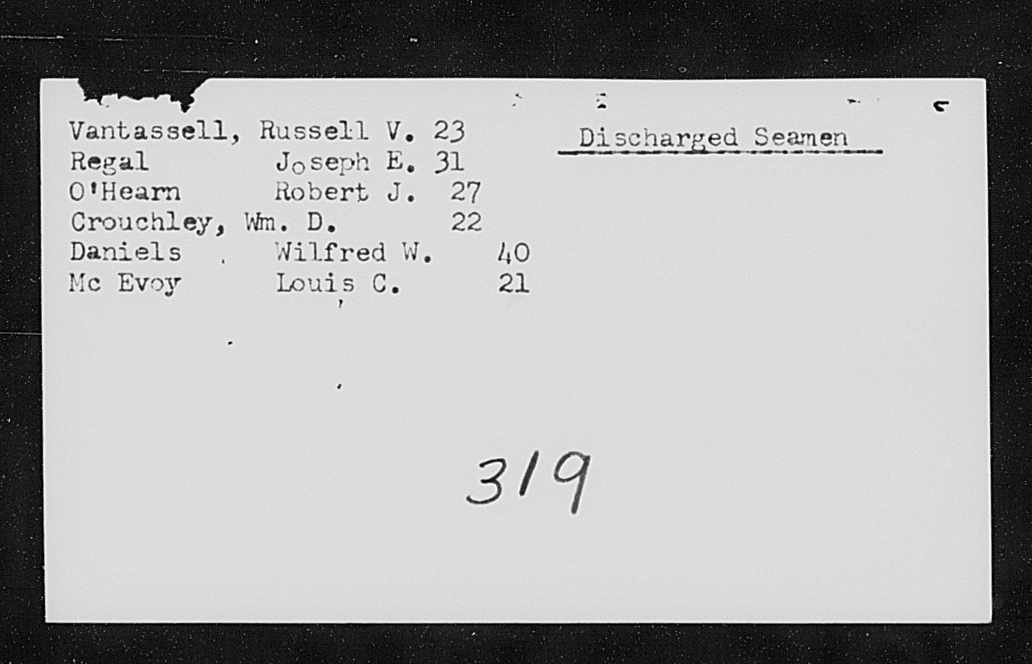 Vantassell, Russell V. 23 Discharged Seamen
Regal Joseph E. 31
O'Hearn Robert J. 27
Crouchley, Wm. D. 22
Daniels Wilfred W. 40
Mc Evoy Louis C. 21
319